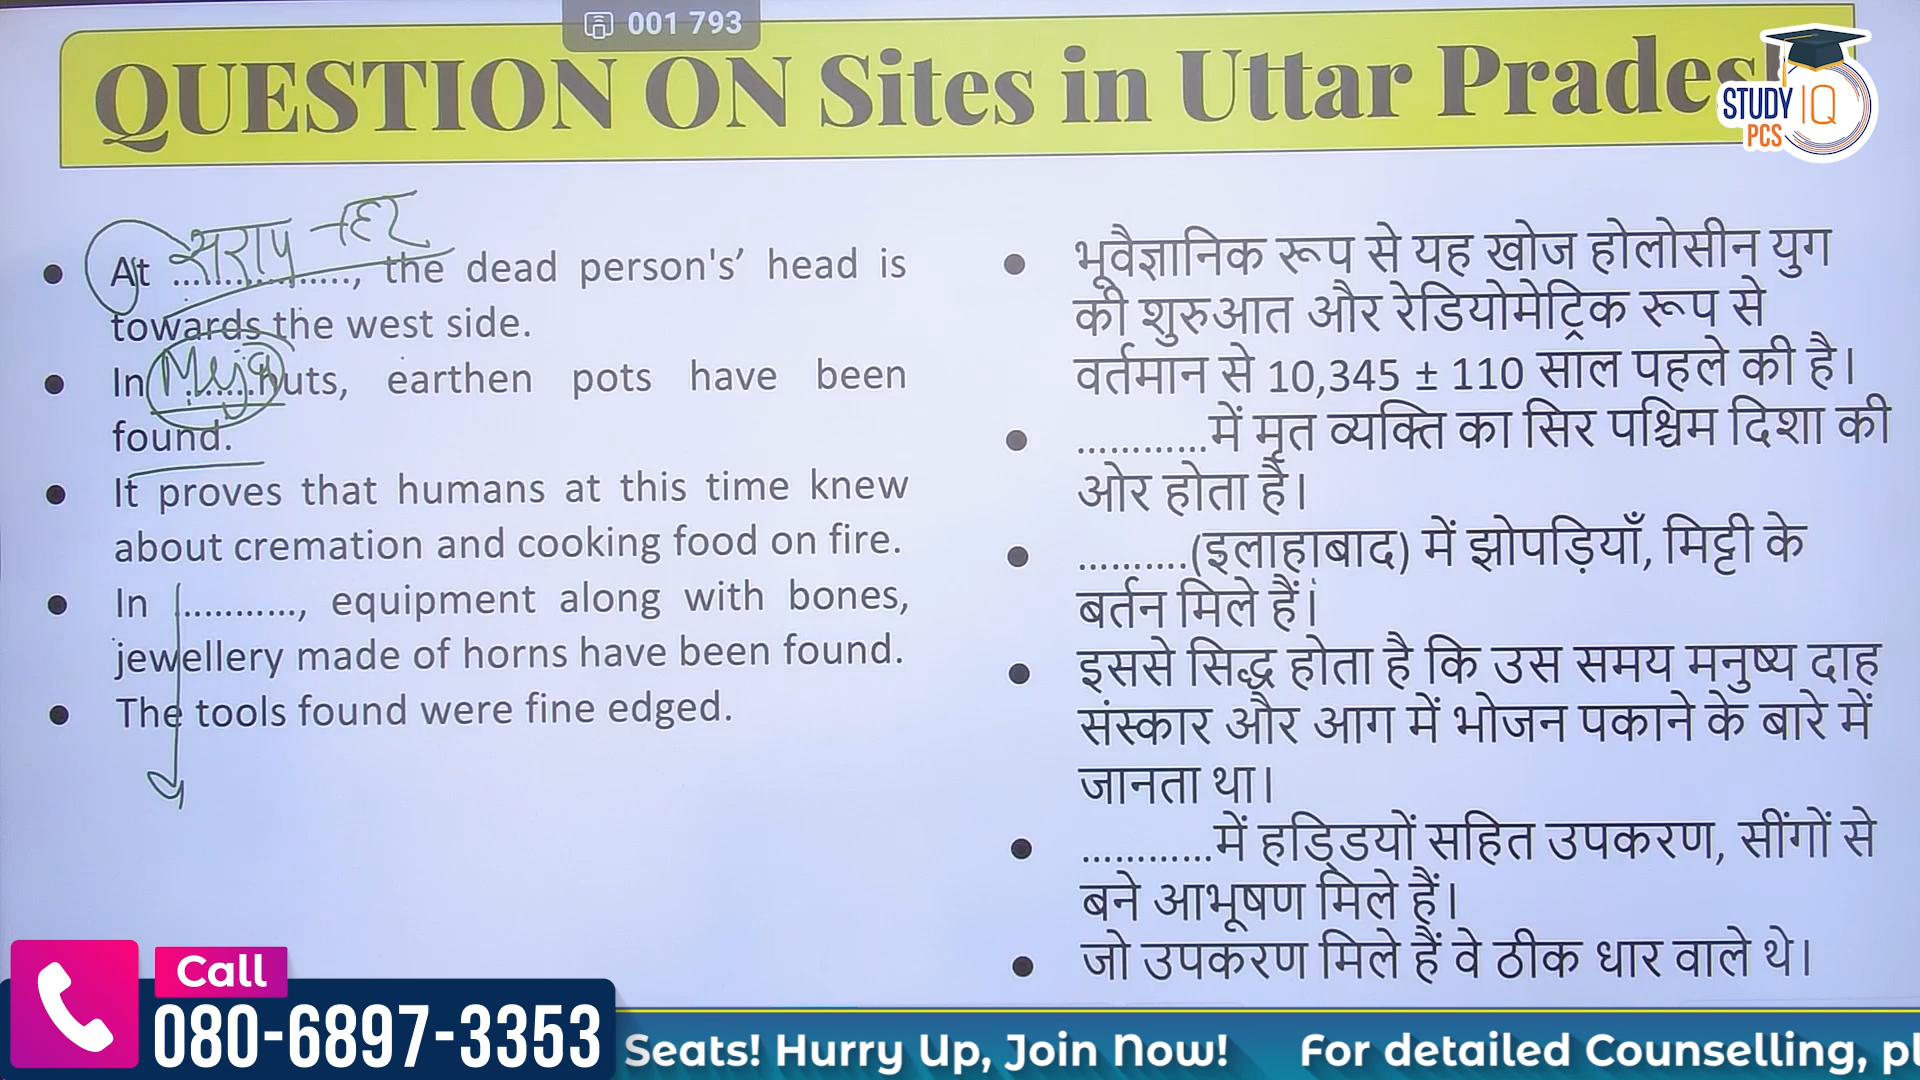 001 793
QUESTION ON Sites in Uttar Prades
STUDY IQ
PCS
सराय नाहर
At ................., the dead person's’ head is
towards the west side.
Meja
In .......huts, earthen pots have been
found.
It proves that humans at this time knew
about cremation and cooking food on fire.
In ............, equipment along with bones,
jewellery made of horns have been found.
The tools found were fine edged.
भूवैज्ञानिक रूप से यह खोज होलोसीन युग
की शुरुआत और रेडियोमेट्रिक रूप से
वर्तमान से 10,345 ± 110 साल पहले की है।
............में मृत व्यक्ति का सिर पश्चिम दिशा की
ओर होता है।
..........(इलाहाबाद) में झोपड़ियाँ, मिट्टी के
बर्तन मिले हैं।
इससे सिद्ध होता है कि उस समय मनुष्य दाह
संस्कार और आग में भोजन पकाने के बारे में
जानता था।
............में हड्डियों सहित उपकरण, सींगों से
बने आभूषण मिले हैं।
जो उपकरण मिले हैं वे ठीक धार वाले थे।
Call
080-6897-3353
Seats! Hurry Up, Join Now! For detailed Counselling, pl